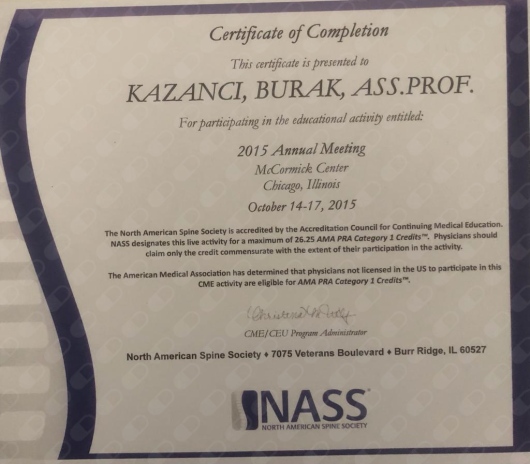 Certificate of Completion
This certificate is presented to
KAZANCI, BURAK, ASS.PROF.
For participating in the educational activity entitled:
2015 Annual Meeting
McCormick Center
Chicago, Illinois
October 14-17, 2015
The North American Spine Society is accredited by the Accreditation Council for Continuing Medical Education.
NASS designates this live activity for a maximum of 26.25 AMA PRA Category 1 Credits™. Physicians should
claim only the credit commensurate with the extent of their participation in the activity.
The American Medical Association has determined that physicians not licensed in the US to participate in this
CME activity are eligible for AMA PRA Category 1 Credits™.
CME/CEU Program Administrator
North American Spine Society ♦ 7075 Veterans Boulevard ♦ Burr Ridge, IL 60527
NASS®
NORTH AMERICAN SPINE SOCIETY